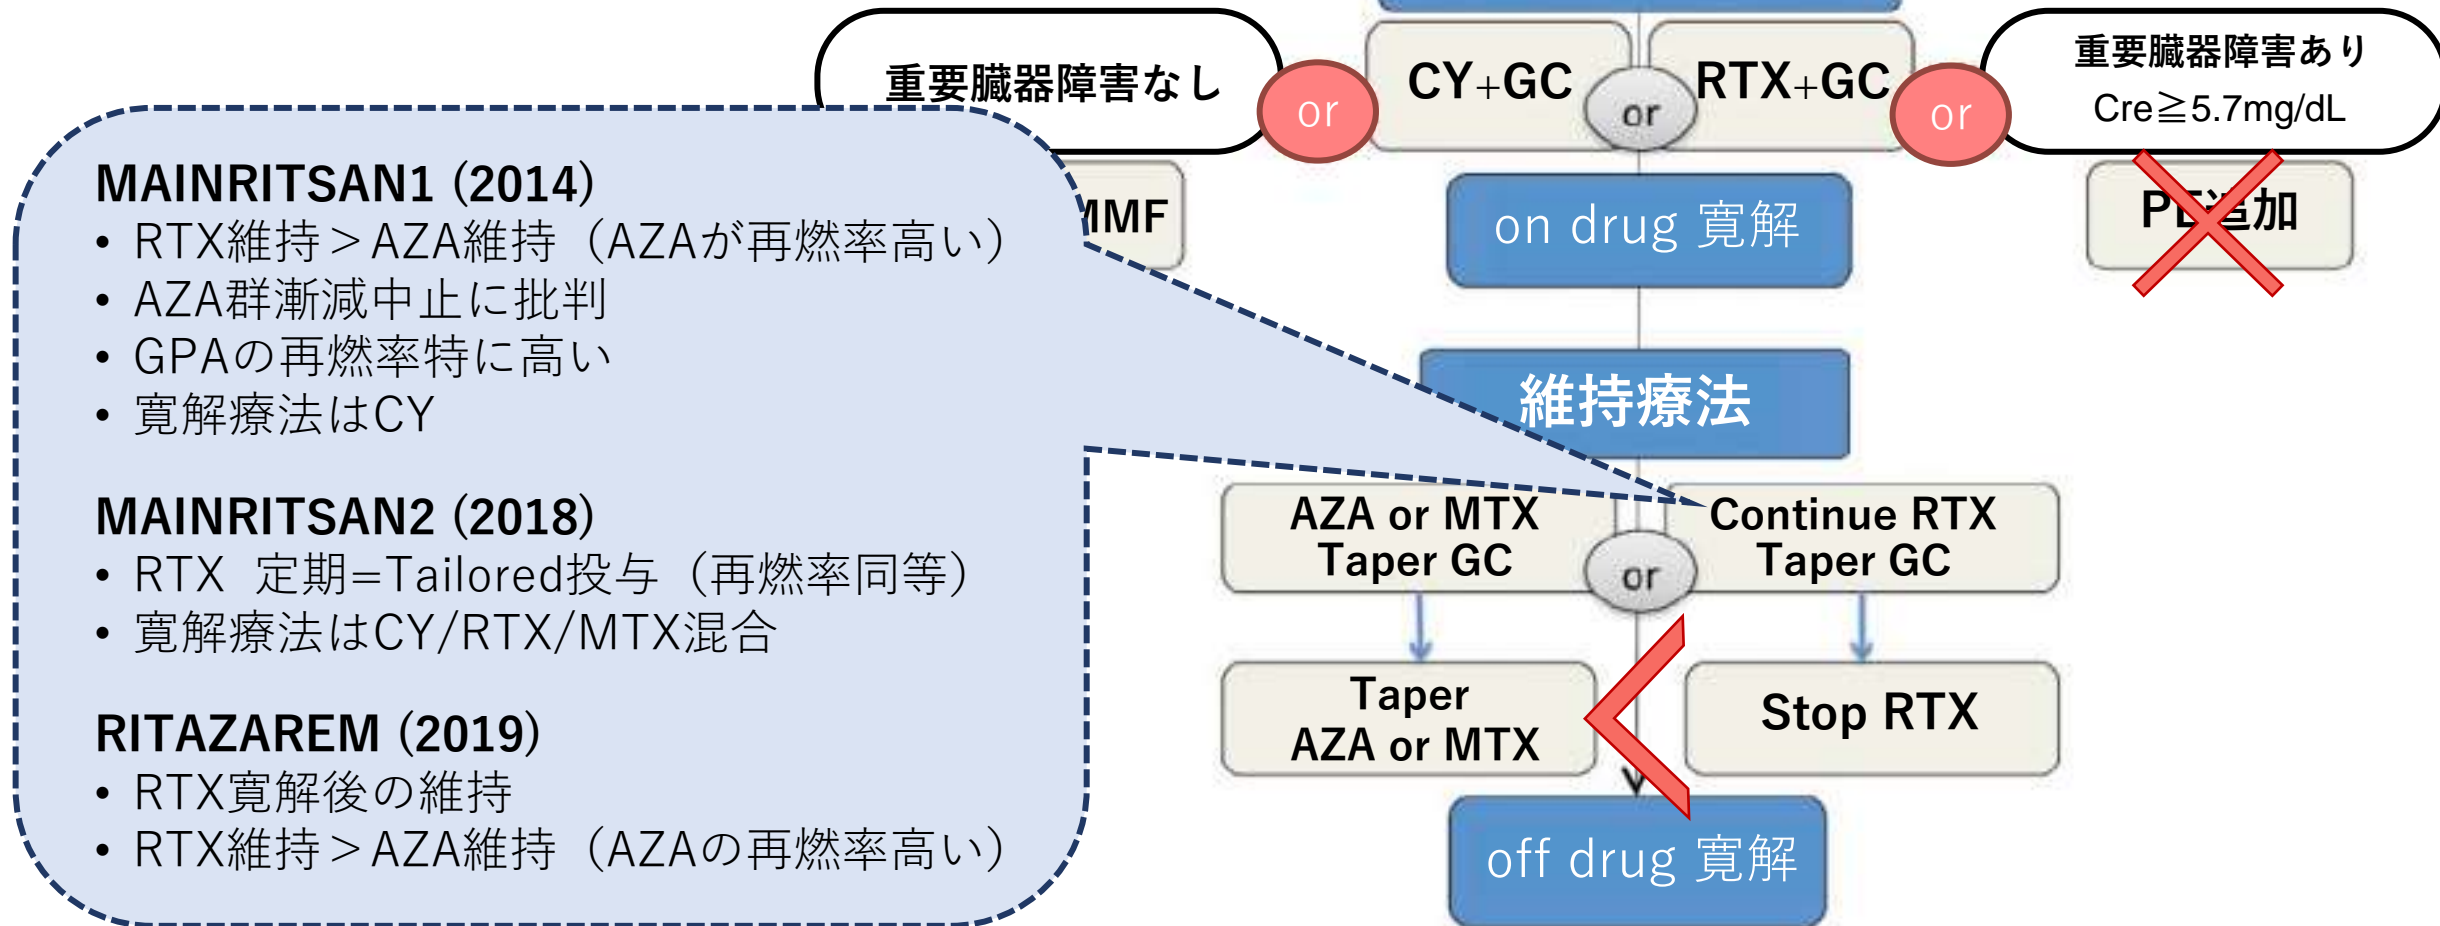 重要臓器障害なし
or
CY+GC
or
RTX+GC
or
重要臓器障害あり
Cre≧5.7mg/dL
MMF
PE追加
on drug 寛解
維持療法
MAINRITSAN1 (2014)
• RTX維持＞AZA維持（AZAが再燃率高い）
• AZA群漸減中止に批判
• GPAの再燃率特に高い
• 寛解療法はCY
MAINRITSAN2 (2018)
• RTX 定期=Tailored投与（再燃率同等）
• 寛解療法はCY/RTX/MTX混合
RITAZAREM (2019)
• RTX寛解後の維持
• RTX維持＞AZA維持（AZAの再燃率高い）
AZA or MTX
Taper GC
or
Continue RTX
Taper GC
Taper
AZA or MTX
Stop RTX
off drug 寛解